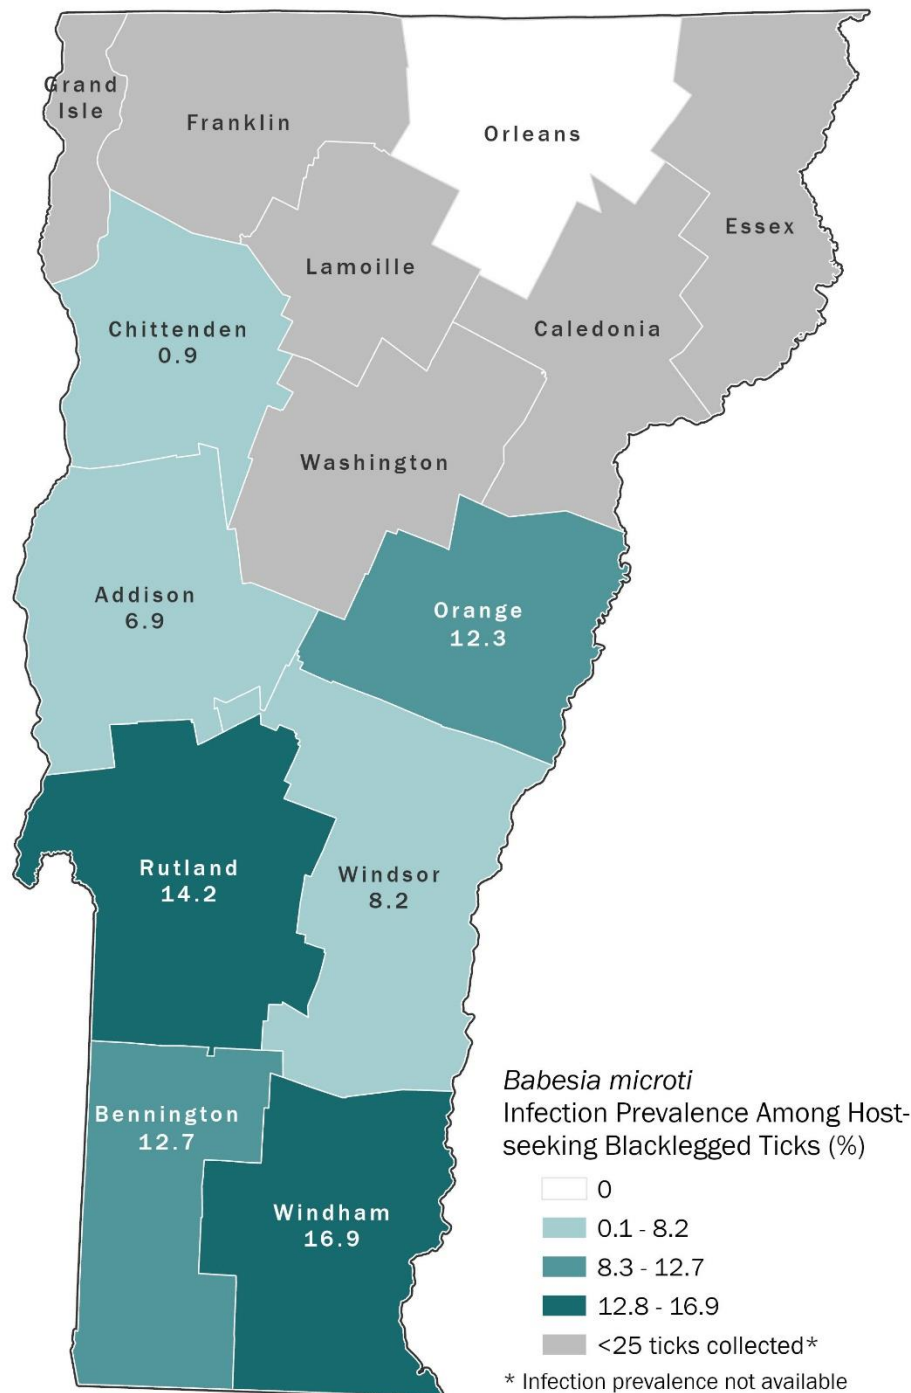 Grand
Isle
Franklin
Orleans
Essex
Lamoille
Chittenden
0.9
Caledonia
Washington
Addison
6.9
Orange
12.3
Rutland
14.2
Windsor
8.2
Bennington
12.7
Windham
16.9
Babesia microti
Infection Prevalence Among Host-
seeking Blacklegged Ticks (%)
0
0.1 - 8.2
8.3 - 12.7
12.8 - 16.9
<25 ticks collected*
* Infection prevalence not available